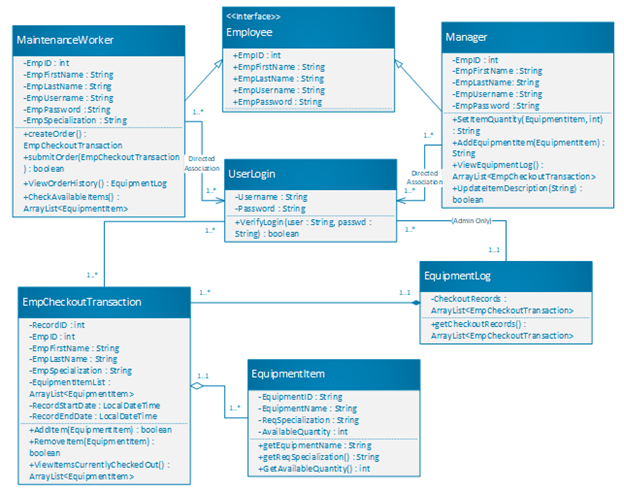 <<Interface>>
Employee
+EmpID : int
+EmpFirstName : String
+EmpLastName : String
+EmpUsername : String
+EmpPassword : String
MaintenanceWorker
-EmpID : int
-EmpFirstName : String
-EmpLastName : String
-EmpUsername : String
-EmpPassword : String
-EmpSpecialization : String
+createOrder() :
EmpCheckoutTransaction
+submitOrder(EmpCheckoutTransaction
) : boolean
+ViewOrderHistory() : EquipmentLog
+CheckAvailableItems() :
ArrayList<EquipmentItem>
Manager
-EmpID : int
-EmpFirstName : String
-EmpLastName: String
-EmpUsername : String
-EmpPassword : String
+SetItemQuantity(EquipmentItem, int)
: String
+AddEquipmentItem(EquipmentItem) :
String
+ViewEquipmentLog() :
ArrayList<EmpCheckoutTransaction>
+UpdateItemDescription(String) :
boolean
1..*
Directed
Association
1..*
1..*
Directed
Association
1..*
UserLogin
-Username : String
-Password : String
+VerifyLogin(user : String, passwd :
String) : boolean
1..*
1..*
1..*
(Admin Only)
1..1
EmpCheckoutTransaction
-RecordID : int
-EmpID : int
-EmpFirstName : String
-EmpLastName : String
-EmpSpecialization : String
-EquipmentItemList :
ArrayList<EquipmentItem>
-RecordStartDate : LocalDateTime
-RecordEndDate : LocalDateTime
+AddItem(EquipmentItem) : boolean
+RemoveItem(EquipmentItem) :
boolean
+ViewItemsCurrentlyCheckedOut() :
ArrayList<EquipmentItem>
1..*
1..1
EquipmentLog
-CheckoutRecords :
ArrayList<EmpCheckoutTransaction>
+getCheckoutRecords() :
ArrayList<EmpCheckoutTransaction>
1..1
1..*
EquipmentItem
-EquipmentID : String
-EquipmentName : String
-ReqSpecialization : String
-AvailableQuantity : int
+getEquipmentName : String
+getReqSpecialization() : String
+GetAvailableQuantity() : int